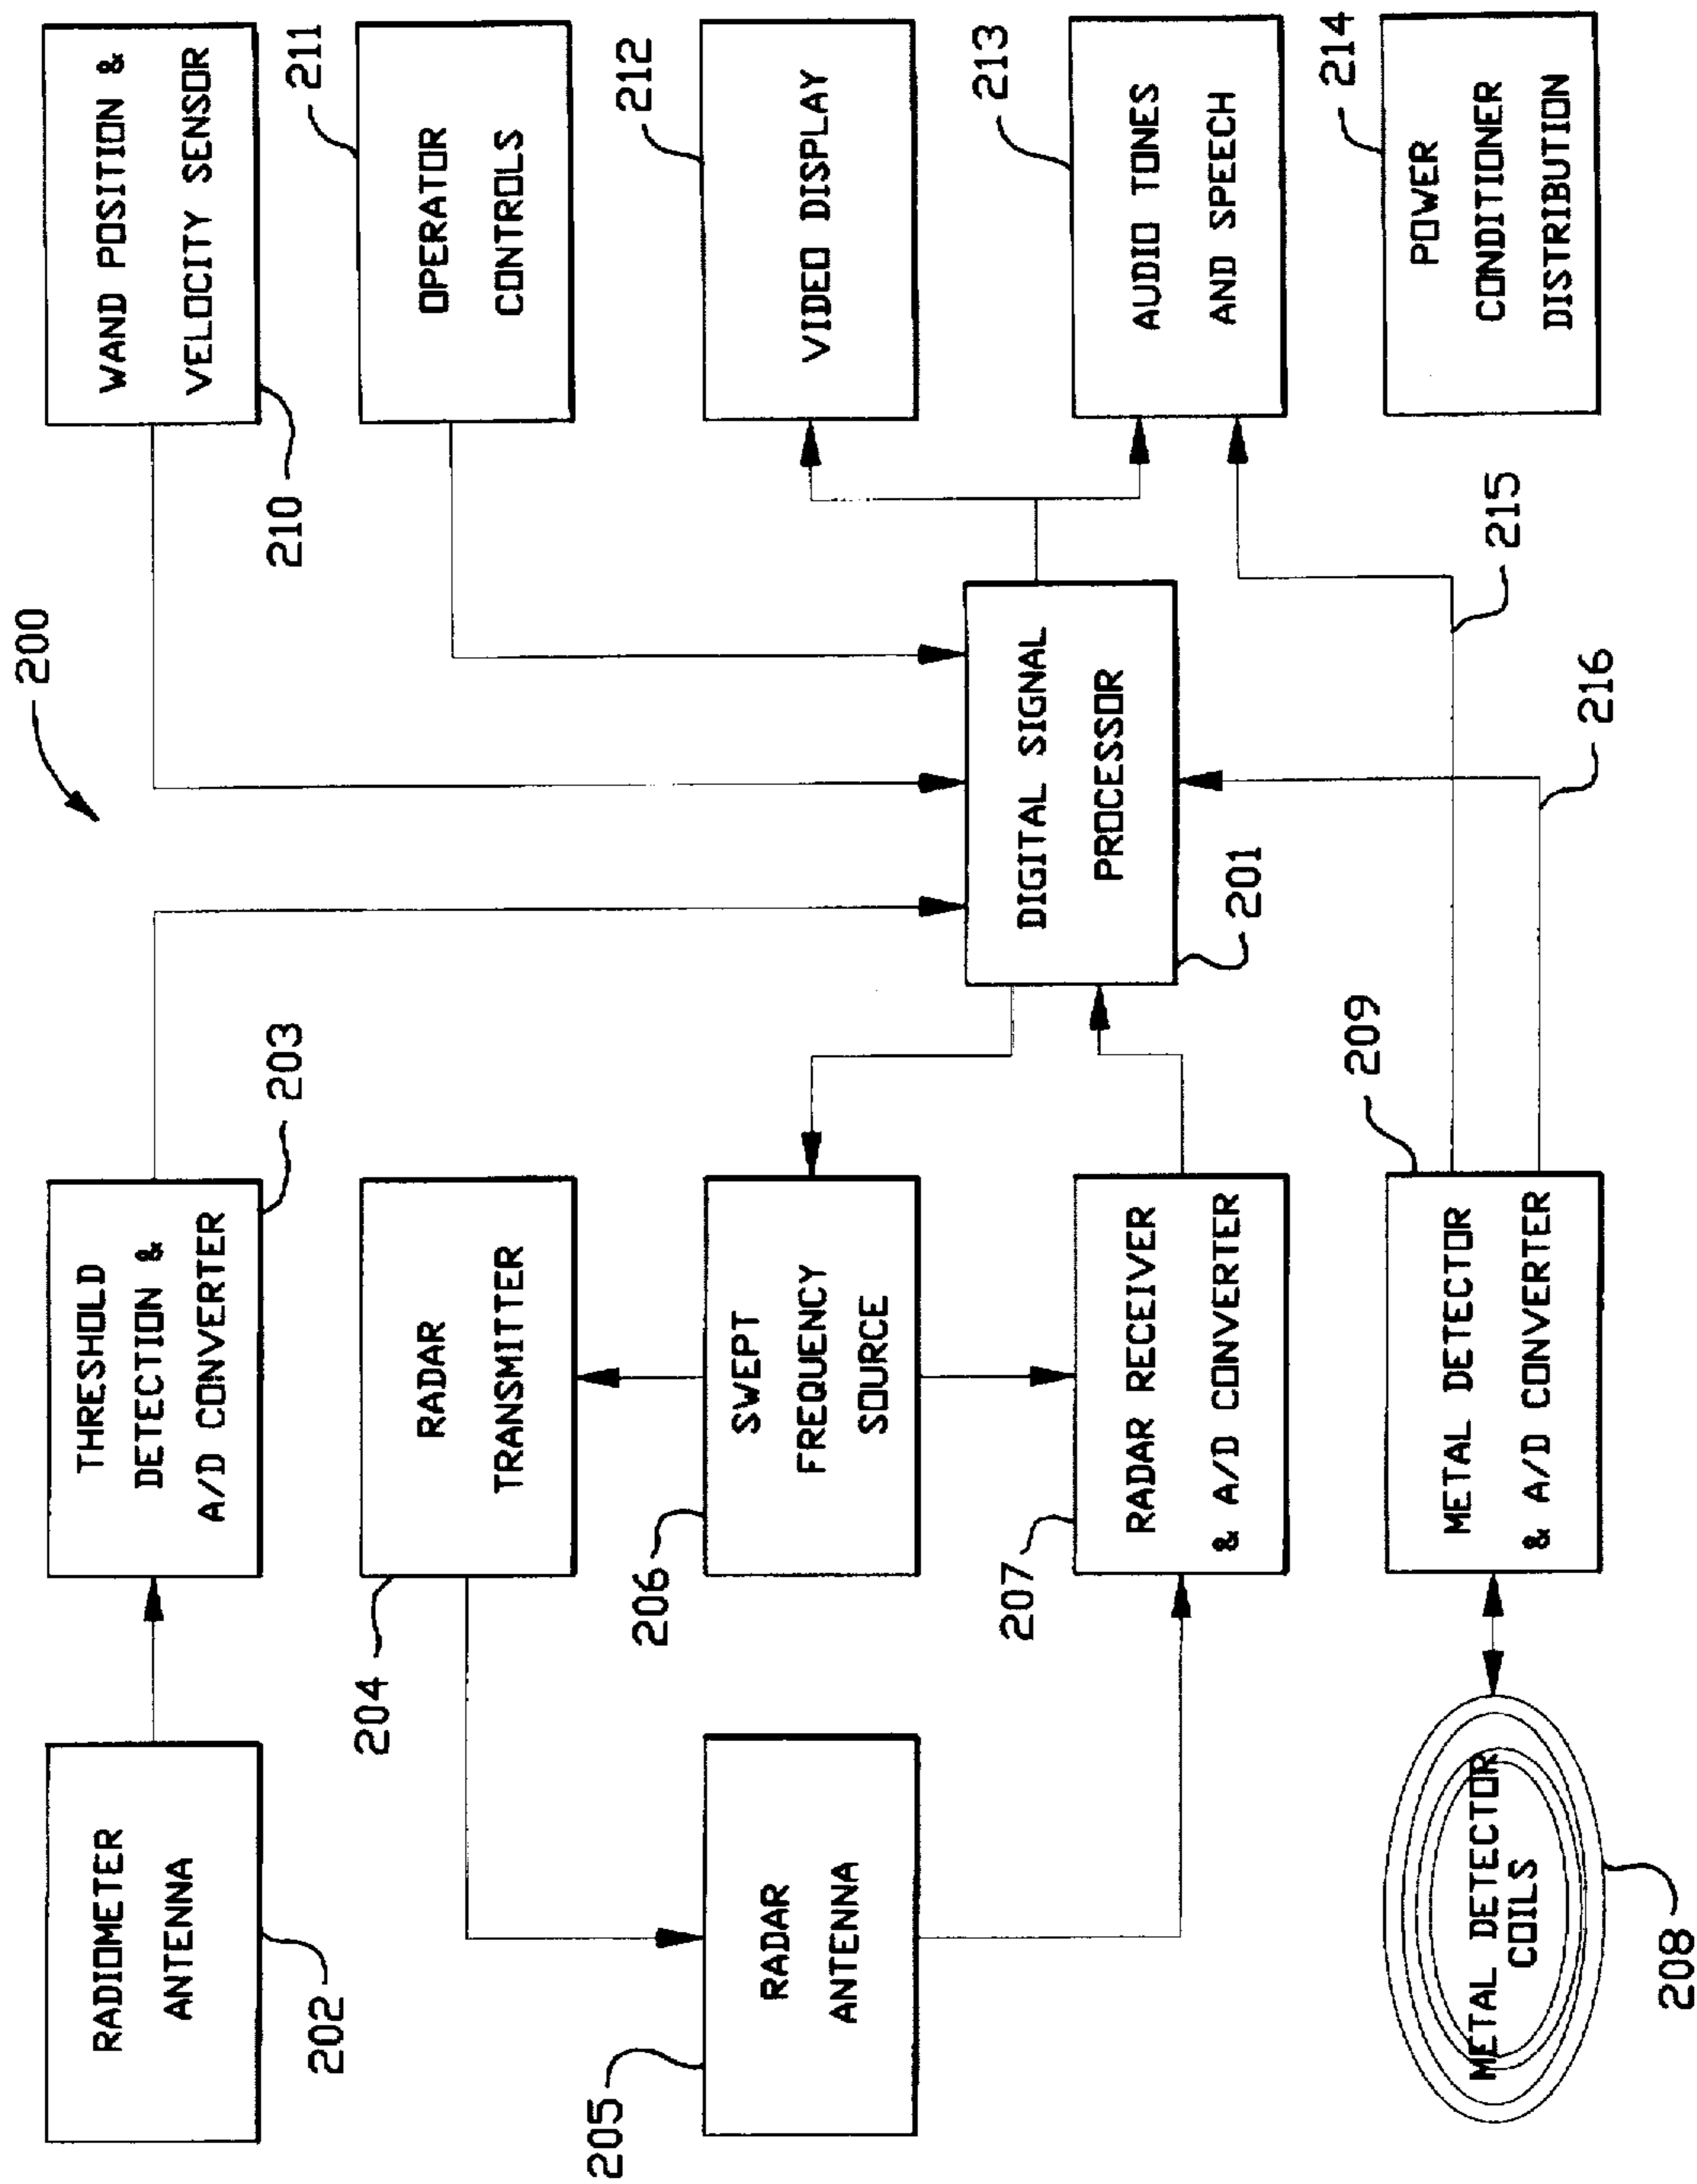 200
RADIOMETER
ANTENNA
202
THRESHOLD
DETECTION &
A/D CONVERTER
203
WAND POSITION &
VELOCITY SENSOR
210
RADAR
TRANSMITTER
204
OPERATOR
CONTROLS
211
RADAR
ANTENNA
205
SWEPT
FREQUENCY
SOURCE
206
VIDEO DISPLAY
212
DIGITAL SIGNAL
PROCESSOR
201
RADAR RECEIVER
& A/D CONVERTER
207
AUDIO TONES
AND SPEECH
213
METAL DETECTOR
COILS
208
METAL DETECTOR
& A/D CONVERTER
209
215
216
POWER
CONDITIONER
DISTRIBUTION
214